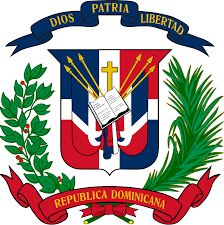 DIOS PATRIA LIBERTAD
REPUBLICA DOMINICANA